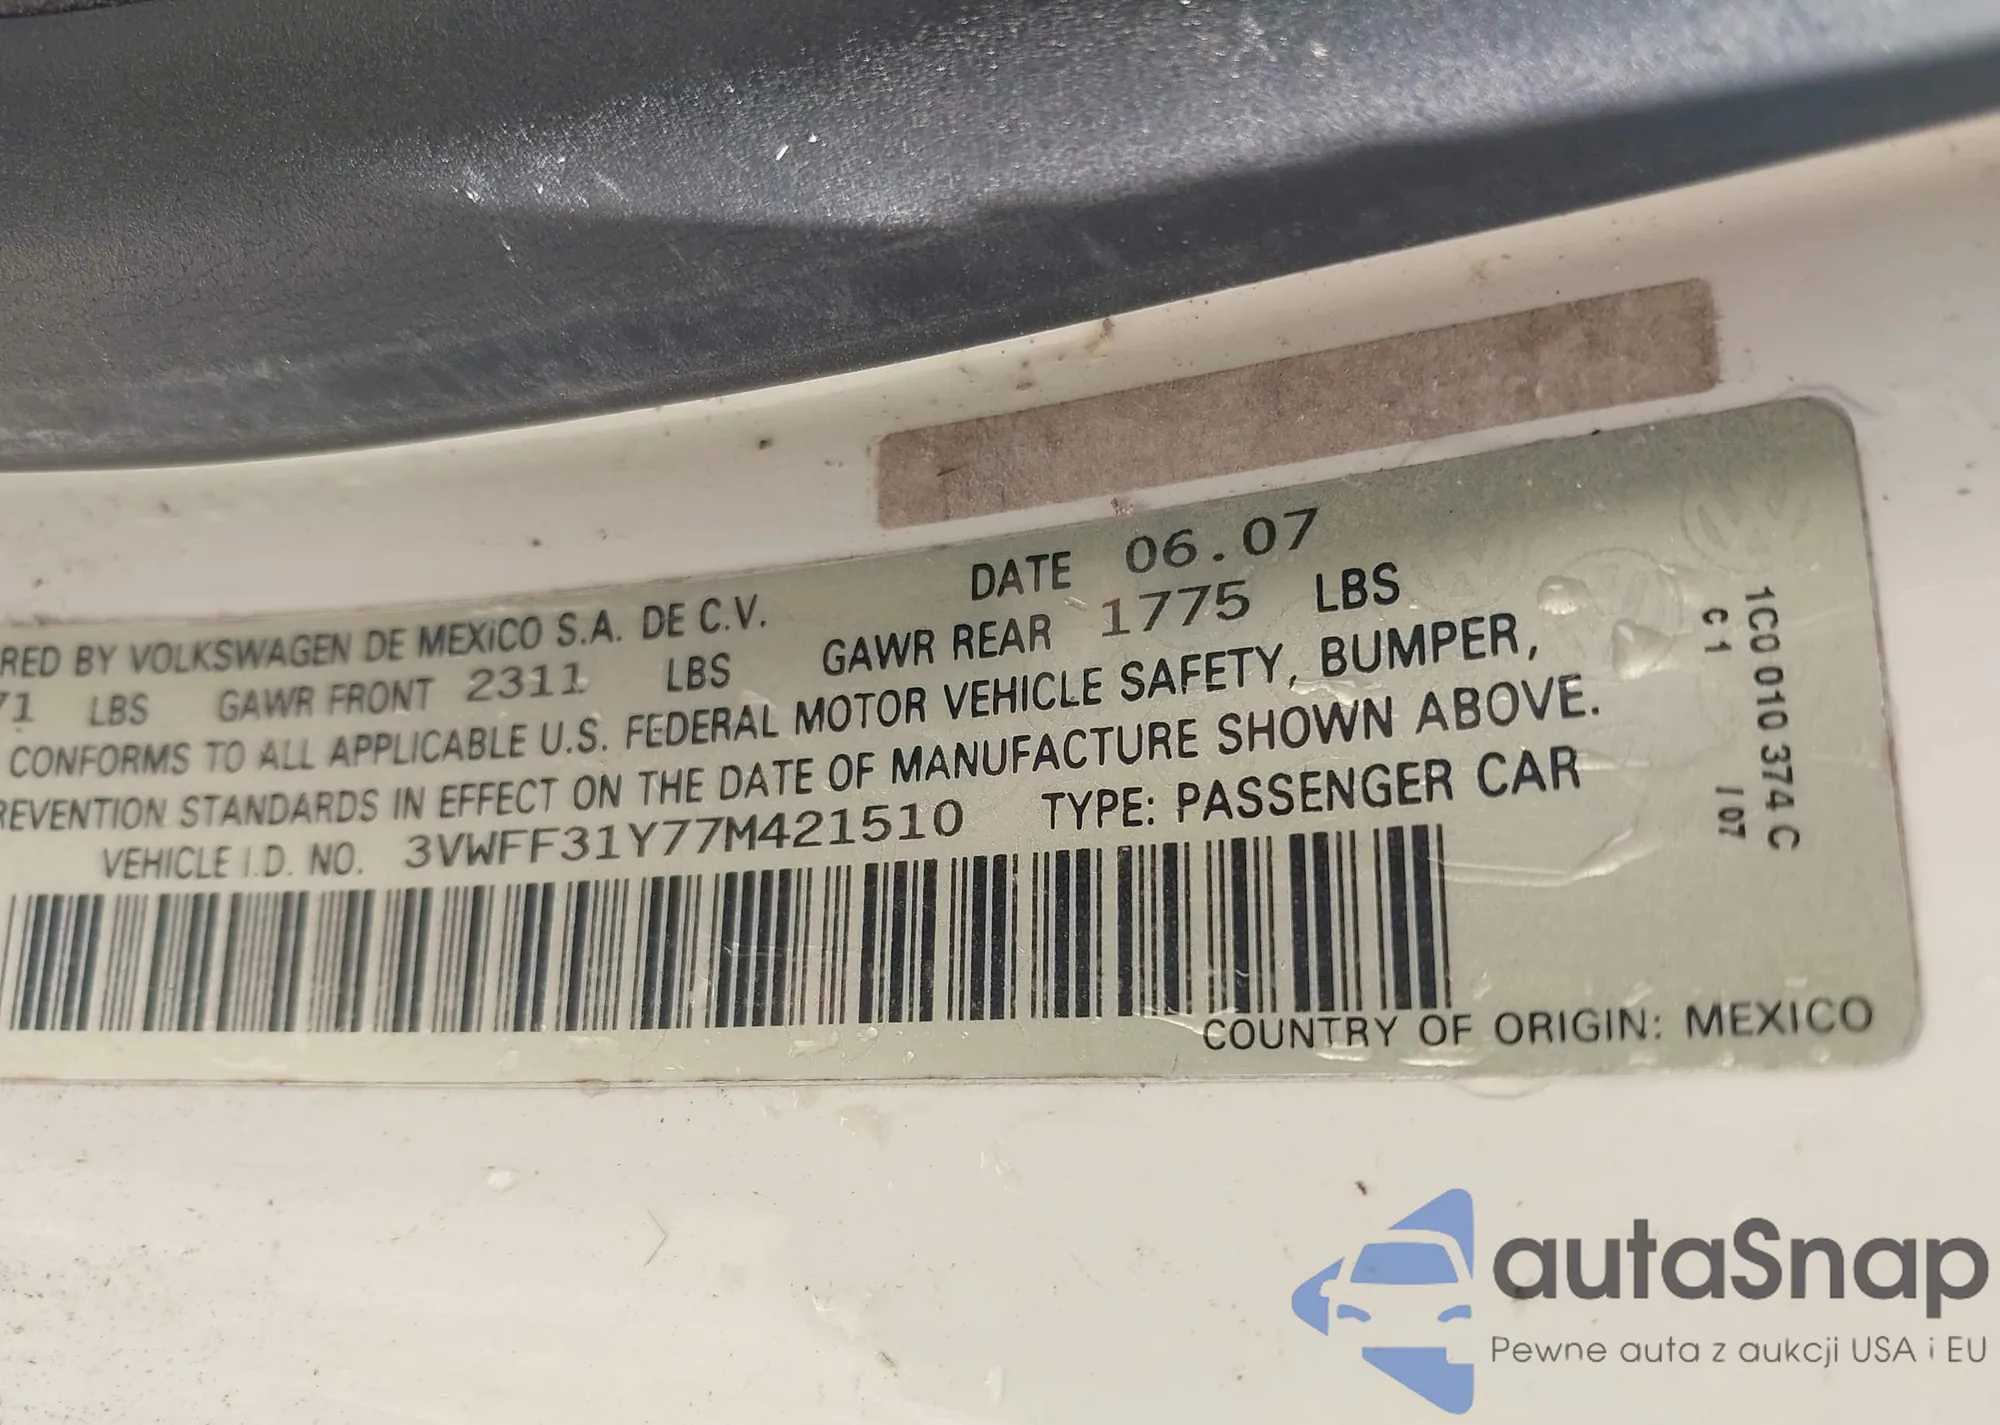 DATE 06.07
RED BY VOLKSWAGEN DE MEXICO S.A. DE C.V.
71 LBS GAWR FRONT 2311 LBS GAWR REAR 1775 LBS
CONFORMS TO ALL APPLICABLE U.S. FEDERAL MOTOR VEHICLE SAFETY, BUMPER,
REVENTION STANDARDS IN EFFECT ON THE DATE OF MANUFACTURE SHOWN ABOVE.
VEHICLE I.D. NO. 3VWFF31Y77M421510 TYPE: PASSENGER CAR
COUNTRY OF ORIGIN: MEXICO
1C0 010 374 C
C 1 / 07
autaSnap
Pewne auta z aukcji USA i EU